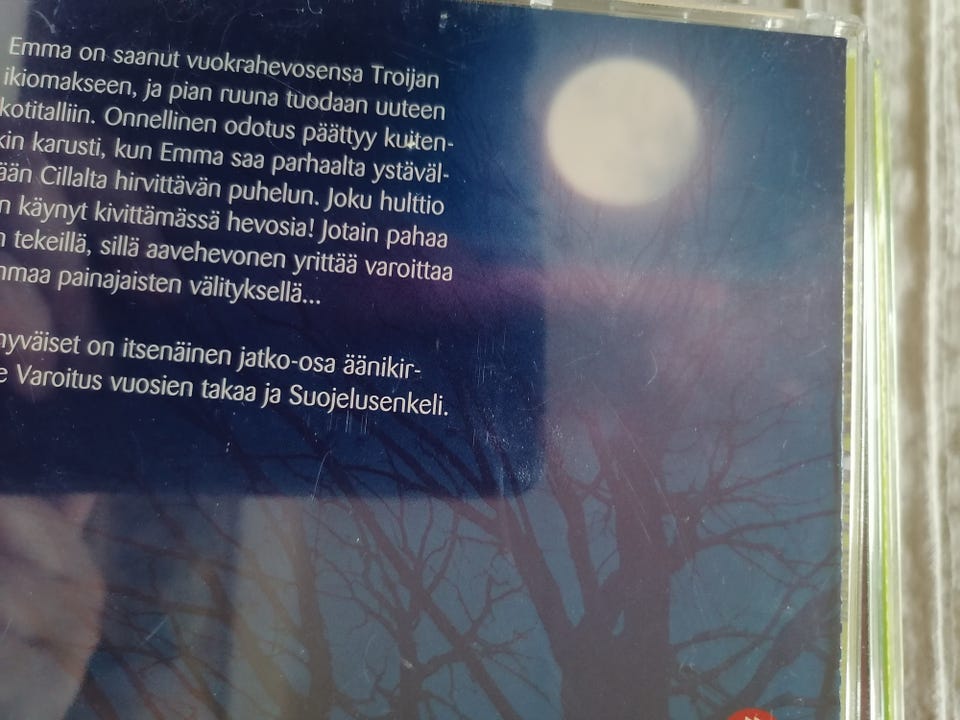 Emma on saanut vuokrahevosensa Troijan
ikiomakseen, ja pian ruuna tuodaan uuteen
kotitalliin. Onnellinen odotus päättyy kuiten-
kin karusti, kun Emma saa parhaalta ystäväl-
ään Cillalta hirvittävän puhelun. Joku hulttio
n käynyt kivittämässä hevosia! Jotain pahaa
n tekeillä, sillä aavehevonen yrittää varoittaa
mmaa painajaisten välityksellä...
hyväiset on itsenäinen jatko-osa äänikir-
e Varoitus vuosien takaa ja Suojelusenkeli.